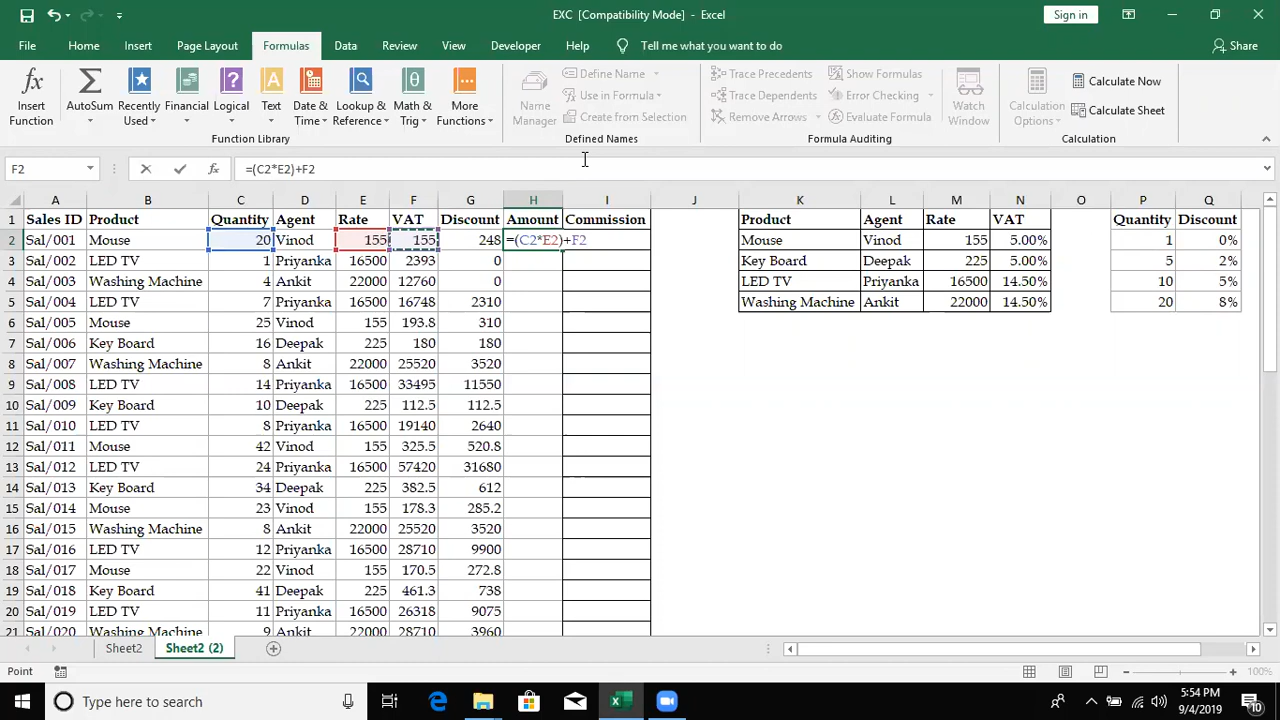 EXC [Compatibility Mode] - Excel
Sign in
File Home Insert Page Layout Formulas Data Review View Developer Help Tell me what you want to do Share
Insert Function
AutoSum
Recently Used
Financial
Logical
Text
Date & Time
Lookup & Reference
Math & Trig
More Functions
Function Library
Name Manager
Define Name
Use in Formula
Create from Selection
Defined Names
Trace Precedents
Trace Dependents
Remove Arrows
Show Formulas
Error Checking
Evaluate Formula
Formula Auditing
Watch Window
Calculation Options
Calculate Now
Calculate Sheet
Calculation
F2 fx =(C2*E2)+F2
A B C D E F G H I J K L M N O P Q
1 Sales ID Product Quantity Agent Rate VAT Discount Amount Commission Product Agent Rate VAT Quantity Discount
2 Sal/001 Mouse 20 Vinod 155 155 248 =(C2*E2)+F2 Mouse Vinod 155 5.00% 1 0%
3 Sal/002 LED TV 1 Priyanka 16500 2393 0 Key Board Deepak 225 5.00% 5 2%
4 Sal/003 Washing Machine 4 Ankit 22000 12760 0 LED TV Priyanka 16500 14.50% 10 5%
5 Sal/004 LED TV 7 Priyanka 16500 16748 2310 Washing Machine Ankit 22000 14.50% 20 8%
6 Sal/005 Mouse 25 Vinod 155 193.8 310
7 Sal/006 Key Board 16 Deepak 225 180 180
8 Sal/007 Washing Machine 8 Ankit 22000 25520 3520
9 Sal/008 LED TV 14 Priyanka 16500 33495 11550
10 Sal/009 Key Board 10 Deepak 225 112.5 112.5
11 Sal/010 LED TV 8 Priyanka 16500 19140 2640
12 Sal/011 Mouse 42 Vinod 155 325.5 520.8
13 Sal/012 LED TV 24 Priyanka 16500 57420 31680
14 Sal/013 Key Board 34 Deepak 225 382.5 612
15 Sal/014 Mouse 23 Vinod 155 178.3 285.2
16 Sal/015 Washing Machine 8 Ankit 22000 25520 3520
17 Sal/016 LED TV 12 Priyanka 16500 28710 9900
18 Sal/017 Mouse 22 Vinod 155 170.5 272.8
19 Sal/018 Key Board 41 Deepak 225 461.3 738
20 Sal/019 LED TV 11 Priyanka 16500 26318 9075
21 Sal/020 Washing Machine 9 Ankit 22000 28710 3960
Sheet2 Sheet2 (2)
Point 100%
Type here to search
5:54 PM
9/4/2019
10